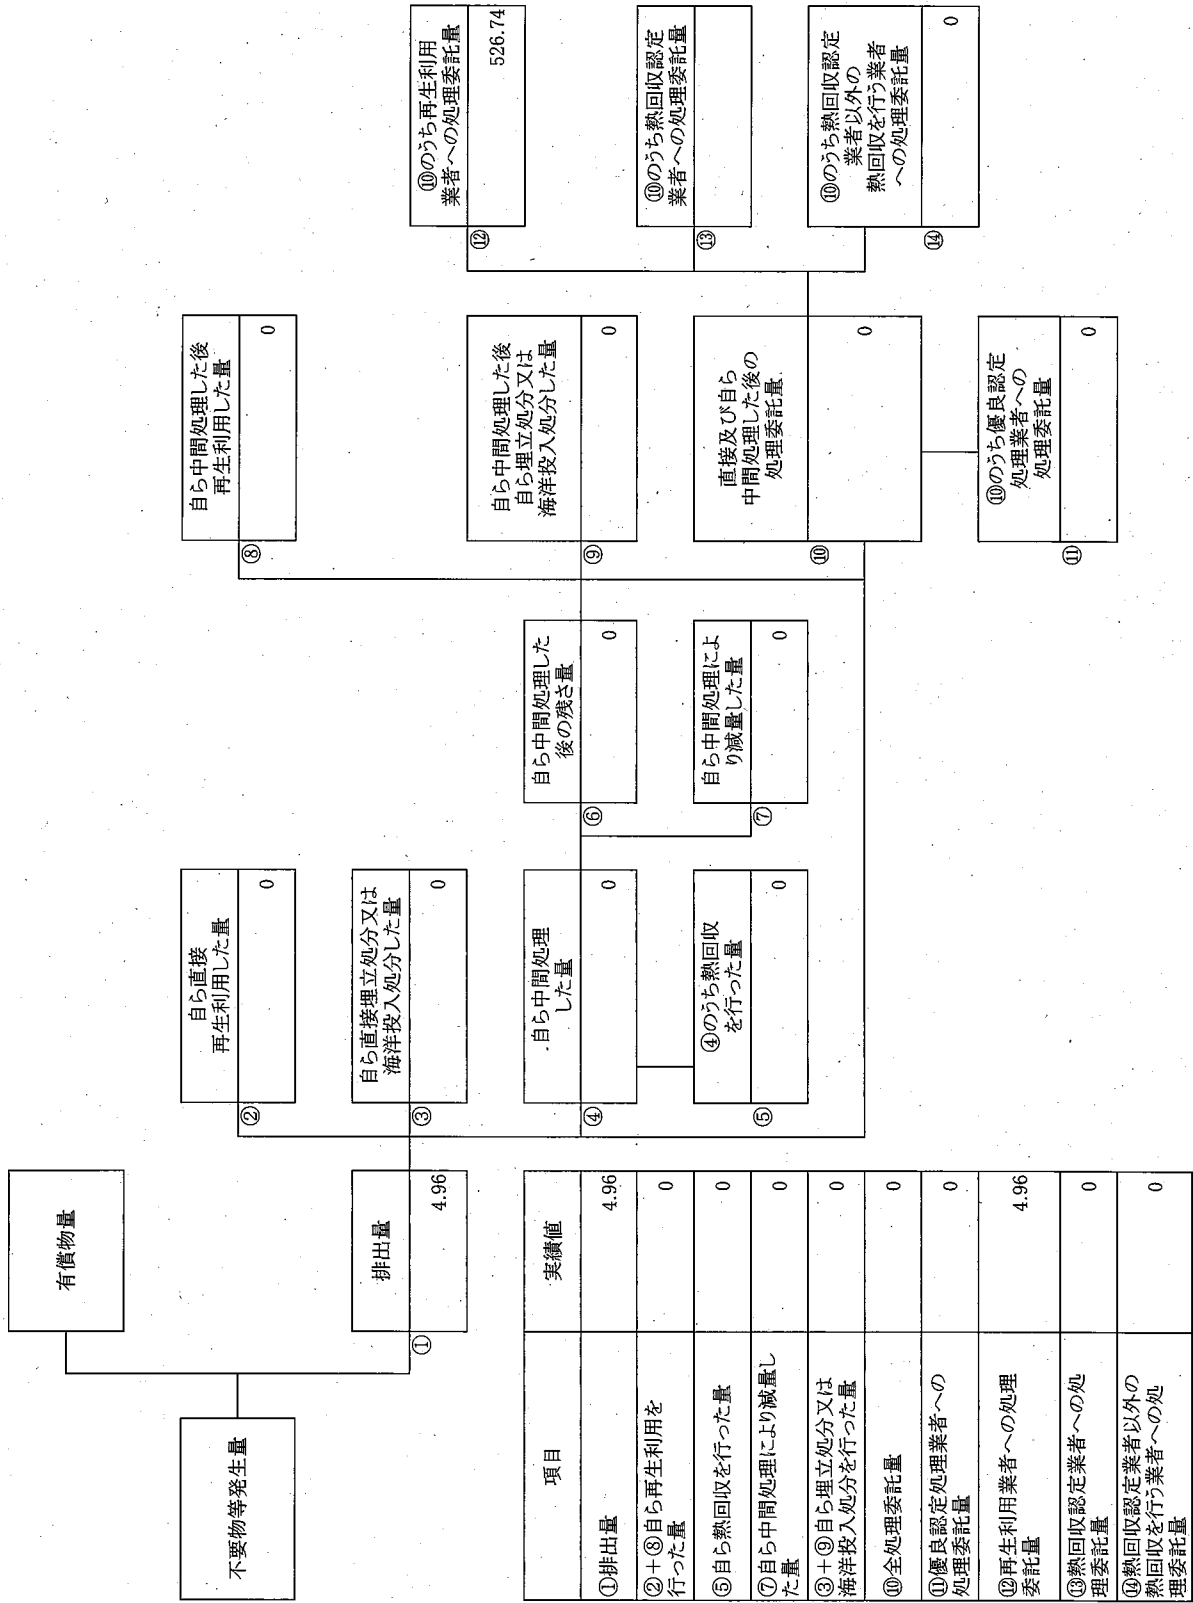 不要物等発生量
有償物量
①
排出量
4.96
②
自ら直接
再生利用した量
0
③
自ら直接埋立処分又は
海洋投入処分した量
0
④
自ら中間処理
した量
0
⑤
④のうち熱回収
を行った量
0
⑥
自ら中間処理した
後の残さ量
0
⑦
自ら中間処理によ
り減量した量
0
⑧
自ら中間処理した後
再生利用した量
0
⑨
自ら中間処理した後
自ら埋立処分又は
海洋投入処分した量
0
⑩
直接及び自ら
中間処理した後の
処理委託量
0
⑪
⑩のうち優良認定
処理業者への
処理委託量
0
⑫
⑩のうち再生利用
業者への処理委託量
526.74
⑬
⑩のうち熱回収認定
業者への処理委託量
⑭
⑩のうち熱回収認定
業者以外の
熱回収を行う業者
への処理委託量
0
項目 実績値
①排出量 4.96
②+⑧自ら再生利用を
行った量 0
⑤自ら熱回収を行った量 0
⑦自ら中間処理により減量し
た量 0
③+⑨自ら埋立処分又は
海洋投入処分を行った量 0
⑩全処理委託量 0
⑪優良認定処理業者への
処理委託量 0
⑫再生利用業者への処理
委託量 4.96
⑬熱回収認定業者への処
理委託量 0
⑭熱回収認定業者以外の
熱回収を行う業者への処
理委託量 0